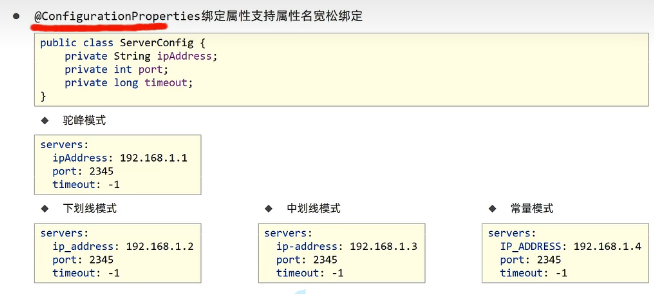 ● @ConfigurationProperties绑定属性支持属性名宽松绑定
public class ServerConfig {
    private String ipAddress;
    private int port;
    private long timeout;
}
◆ 驼峰模式
servers:
  ipAddress: 192.168.1.1
  port: 2345
  timeout: -1
◆ 下划线模式
servers:
  ip_address: 192.168.1.2
  port: 2345
  timeout: -1
◆ 中划线模式
servers:
  ip-address: 192.168.1.3
  port: 2345
  timeout: -1
◆ 常量模式
servers:
  IP_ADDRESS: 192.168.1.4
  port: 2345
  timeout: -1